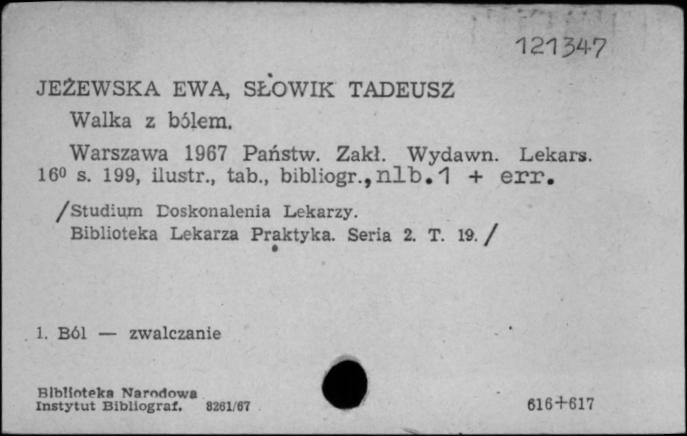 121347
JEŻEWSKA EWA, SŁOWIK TADEUSZ
Walka z bólem.
Warszawa 1967 Państw. Zakł. Wydawn. Lekars.
16⁰ s. 199, ilustr., tab., bibliogr., nlb.1 + err.
/Studium Doskonalenia Lekarzy.
Biblioteka Lekarza Praktyka. Seria 2. T. 19./
1. Ból — zwalczanie
Biblioteka Narodowa
Instytut Bibliograf. 8261/67
616+617